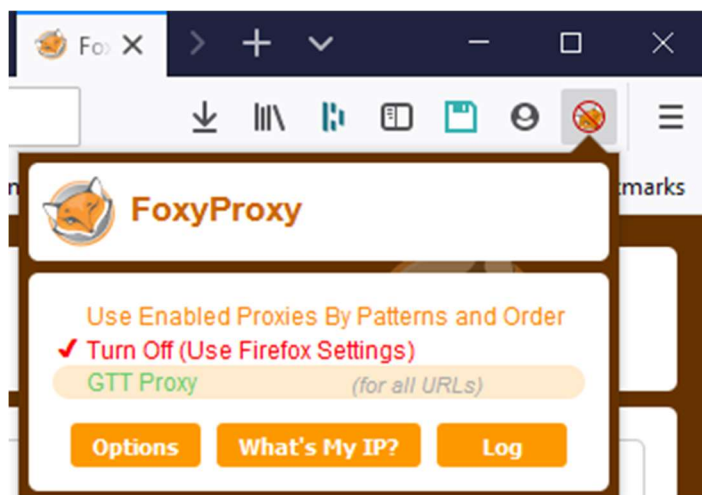 Fo
kmarks
FoxyProxy
Use Enabled Proxies By Patterns and Order
Turn Off (Use Firefox Settings)
GTT Proxy (for all URLs)
Options What's My IP? Log